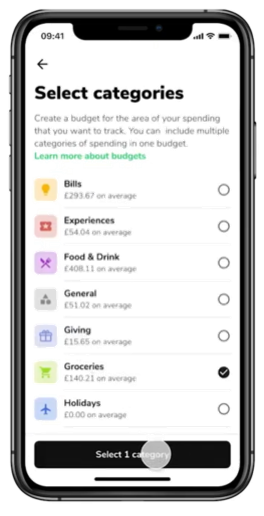 09:41
Select categories
Create a budget for the area of your spending
that you want to track. You can include multiple
categories of spending in one budget.
Learn more about budgets
Bills
£293.67 on average
Experiences
£54.04 on average
Food & Drink
£408.11 on average
General
£51.02 on average
Giving
£15.65 on average
Groceries
£140.21 on average
Holidays
£0.00 on average
Select 1 category